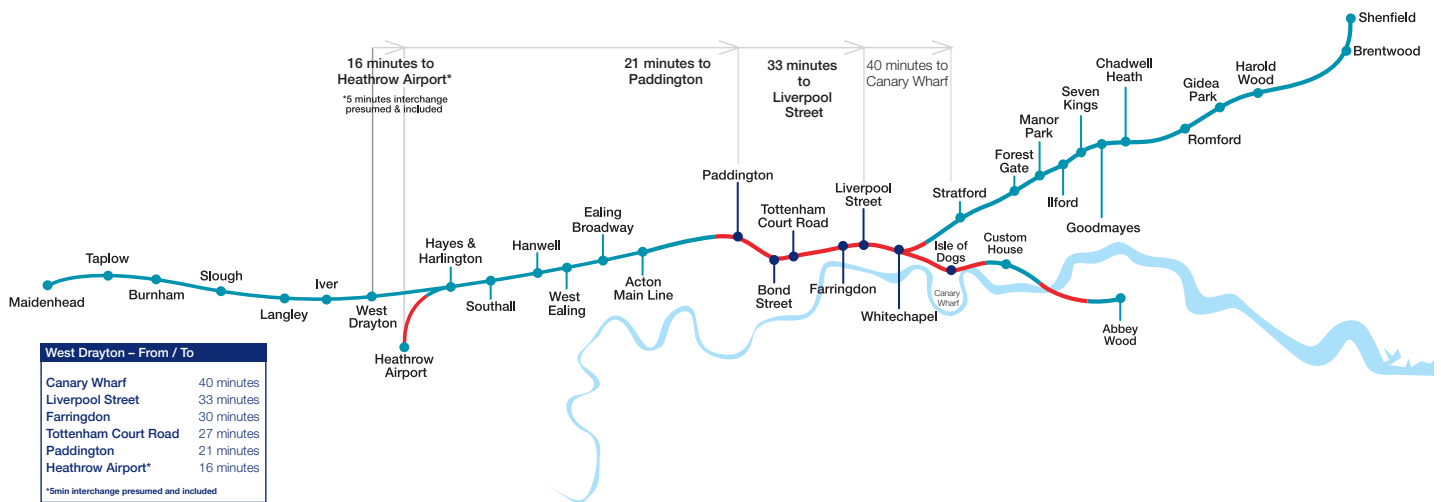 Shenfield
Brentwood
16 minutes to
Heathrow Airport*
*5 minutes interchange
presumed & included
21 minutes to
Paddington
33 minutes
to
Liverpool
Street
40 minutes to
Canary Wharf
Chadwell
Heath
Harold
Wood
Gidea
Park
Seven
Kings
Manor
Park
Romford
Forest
Gate
Ilford
Goodmayes
Paddington
Liverpool
Street
Stratford
Tottenham
Court Road
Ealing
Broadway
Hanwell
Hayes &
Harlington
Isle of
Dogs
Custom
House
Taplow
Slough
Iver
Maidenhead
Burnham
Langley
West
Drayton
Southall
West
Ealing
Acton
Main Line
Bond
Street
Farringdon
Whitechapel
Canary
Wharf
Abbey
Wood
Heathrow
Airport
West Drayton – From / To
Canary Wharf 40 minutes
Liverpool Street 33 minutes
Farringdon 30 minutes
Tottenham Court Road 27 minutes
Paddington 21 minutes
Heathrow Airport* 16 minutes
*5min interchange presumed and included